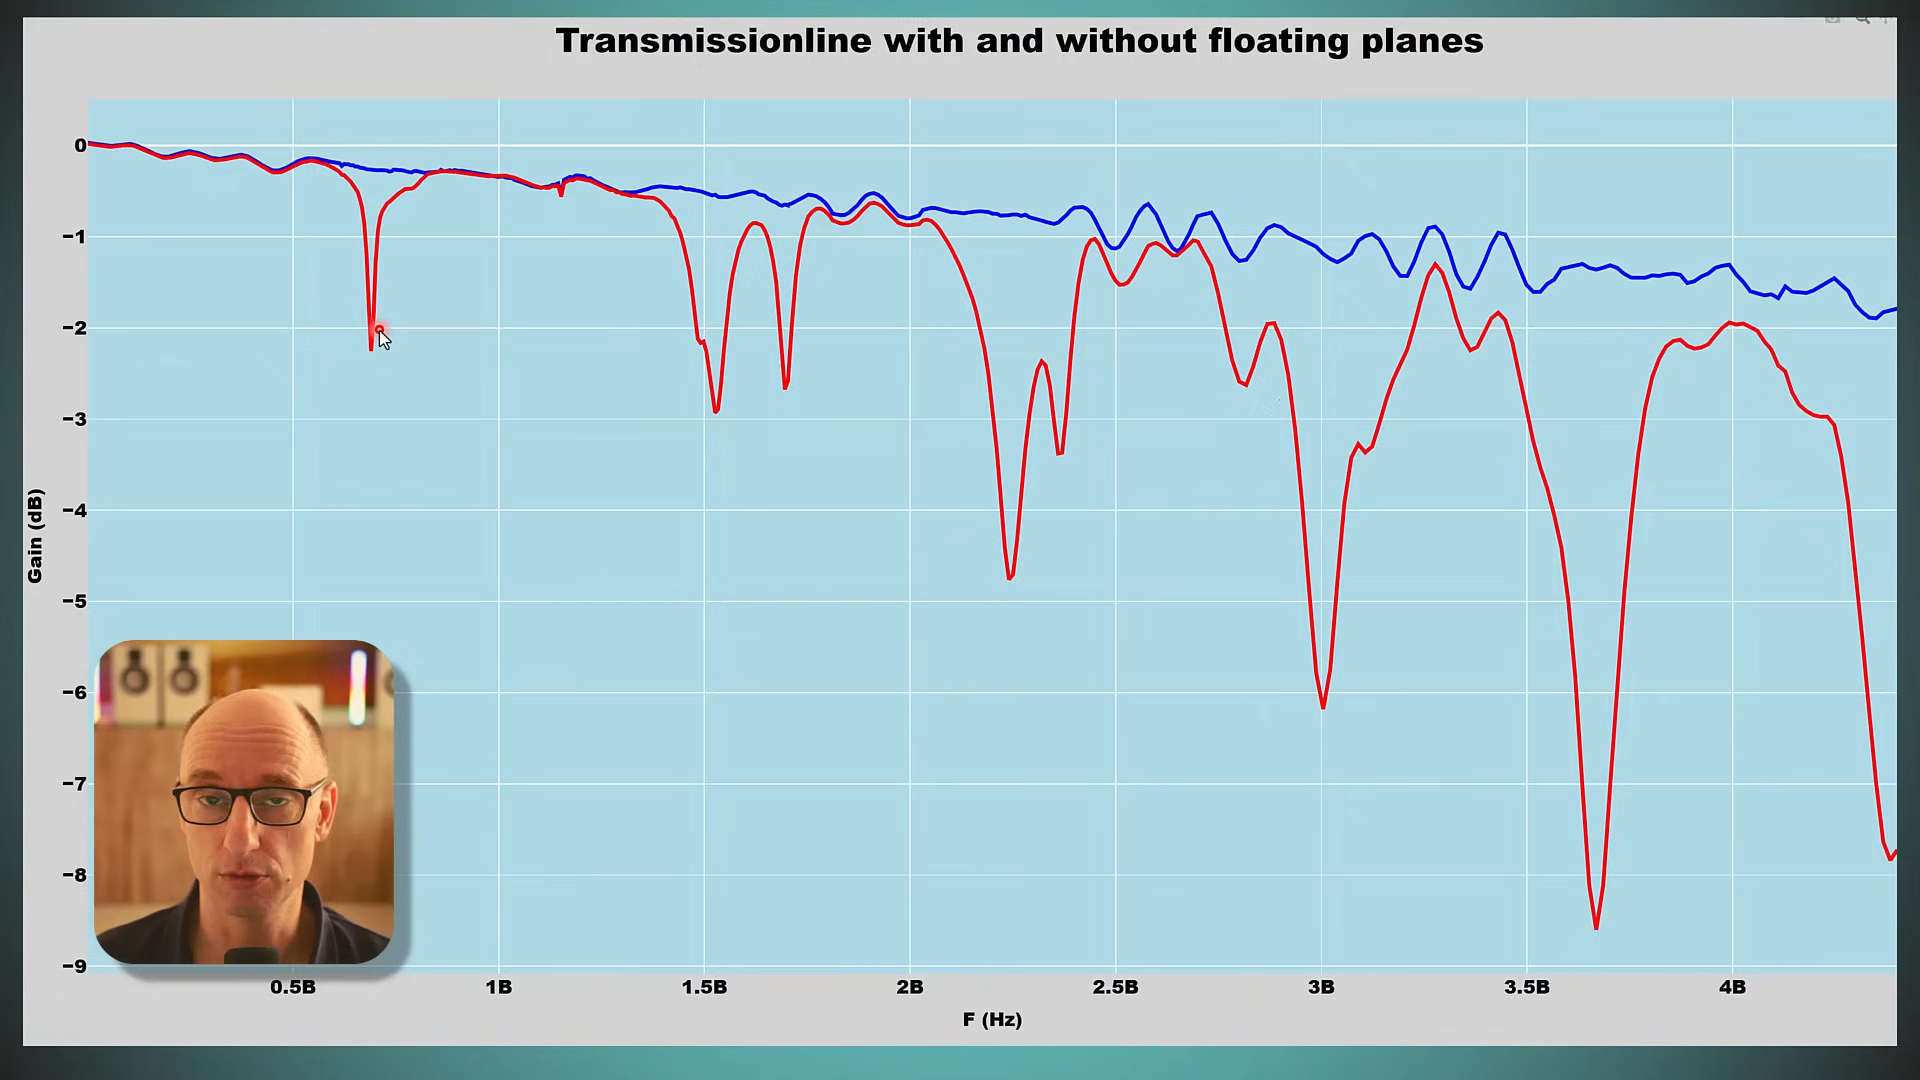 Transmissionline with and without floating planes
0
−1
−2
−3
−4
−5
−6
−7
−8
−9
Gain (dB)
0.5B 1B 1.5B 2B 2.5B 3B 3.5B 4B
F (Hz)